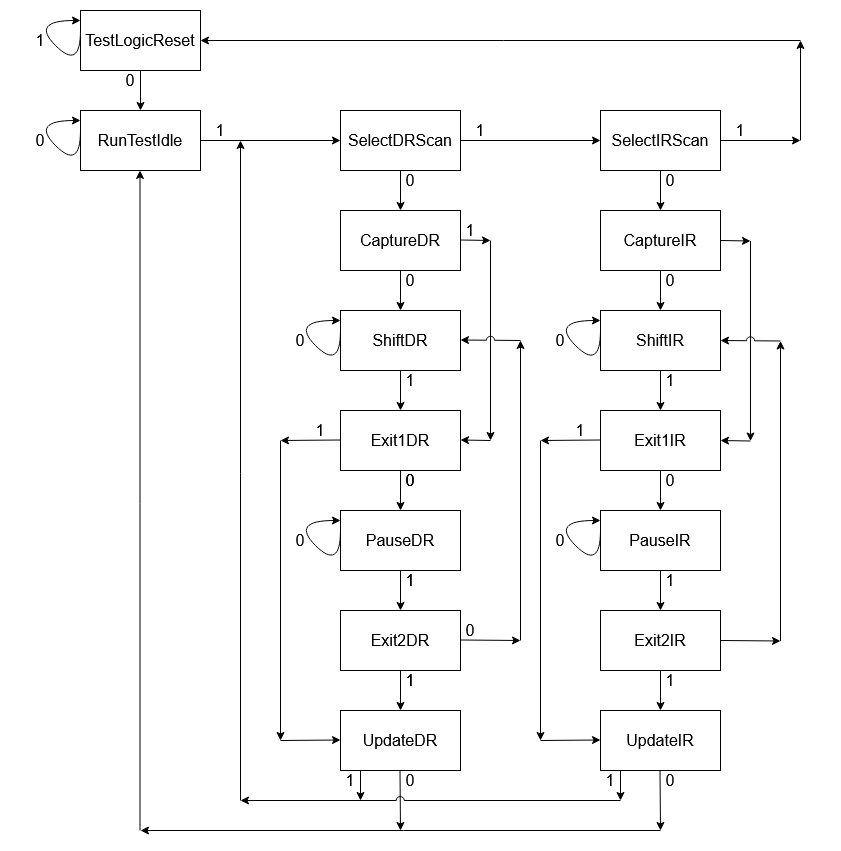 TestLogicReset
1
0
RunTestIdle
0
1
SelectDRScan
1
SelectIRScan
1
0
0
CaptureDR
1
CaptureIR
0
0
ShiftDR
0
ShiftIR
0
1
1
Exit1DR
1
Exit1IR
1
0
0
PauseDR
0
PauseIR
0
1
1
Exit2DR
0
Exit2IR
1
1
UpdateDR
UpdateIR
1
0
1
0